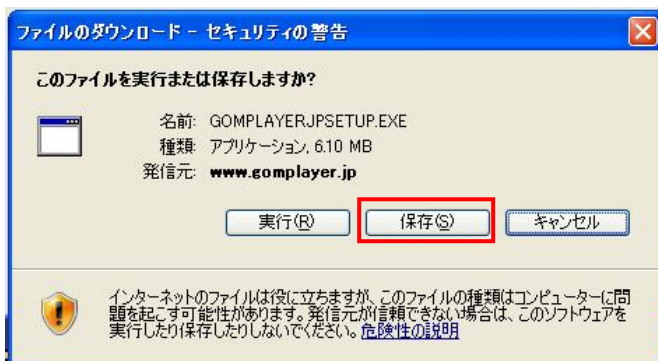 ファイルのダウンロード - セキュリティの警告
このファイルを実行または保存しますか?
名前: GOMPLAYERJPSETUP.EXE
種類: アプリケーション, 6.10 MB
発信元: www.gomplayer.jp
実行(R) 保存(S) キャンセル
インターネットのファイルは役に立ちますが、このファイルの種類はコンピューターに問
題を起こす可能性があります。発信元が信頼できない場合は、このソフトウェアを
実行したり保存したりしないでください。危険性の説明